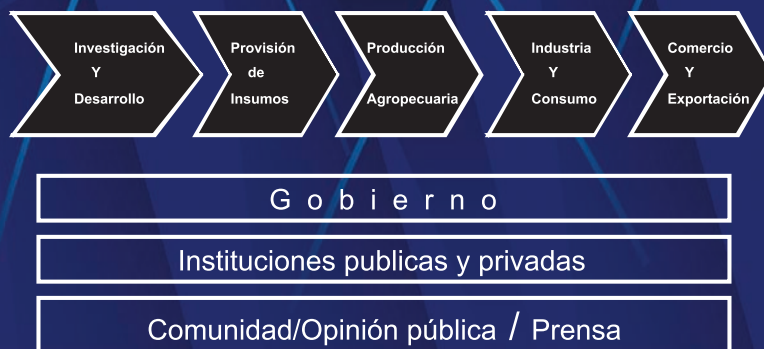 Investigación
Y
Desarrollo
Provisión
de
Insumos
Producción
Agropecuaria
Industria
Y
Consumo
Comercio
Y
Exportación
G o b i e r n o
Instituciones publicas y privadas
Comunidad/Opinión pública / Prensa